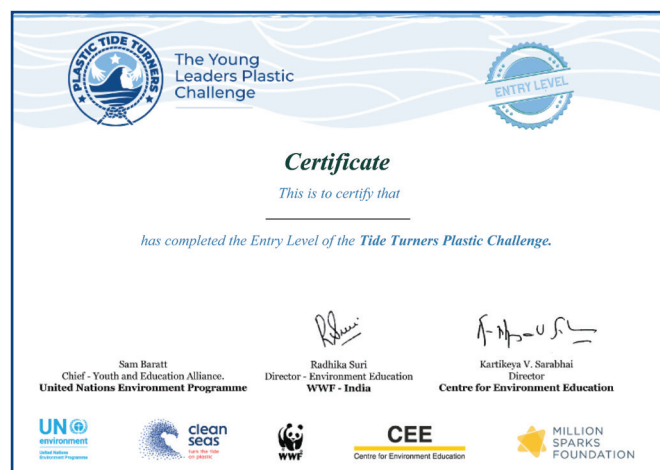 PLASTIC TIDE TURNERS
The Young
Leaders Plastic
Challenge
ENTRY LEVEL
Certificate
This is to certify that
has completed the Entry Level of the Tide Turners Plastic Challenge.
Sam Baratt
Chief - Youth and Education Alliance.
United Nations Environment Programme
Radhika Suri
Director - Environment Education
WWF - India
Kartikeya V. Sarabhai
Director
Centre for Environment Education
UN
environment
United Nations
Environment Programme
clean
seas
turn the tide
on plastic
WWF
CEE
Centre for Environment Education
MILLION
SPARKS
FOUNDATION